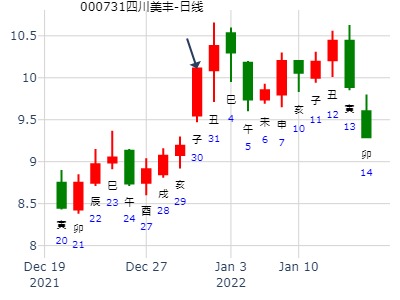 000731四川美丰-日线
10.5
10
9.5
9
8.5
8
寅
20
卯
21
辰
22
巳
23
午
24
酉
27
戌
28
亥
29
子
30
丑
31
巳
4
午
5
未
6
申
7
亥
10
子
11
丑
12
寅
13
卯
14
Dec 19
2021
Dec 27
Jan 3
2022
Jan 10